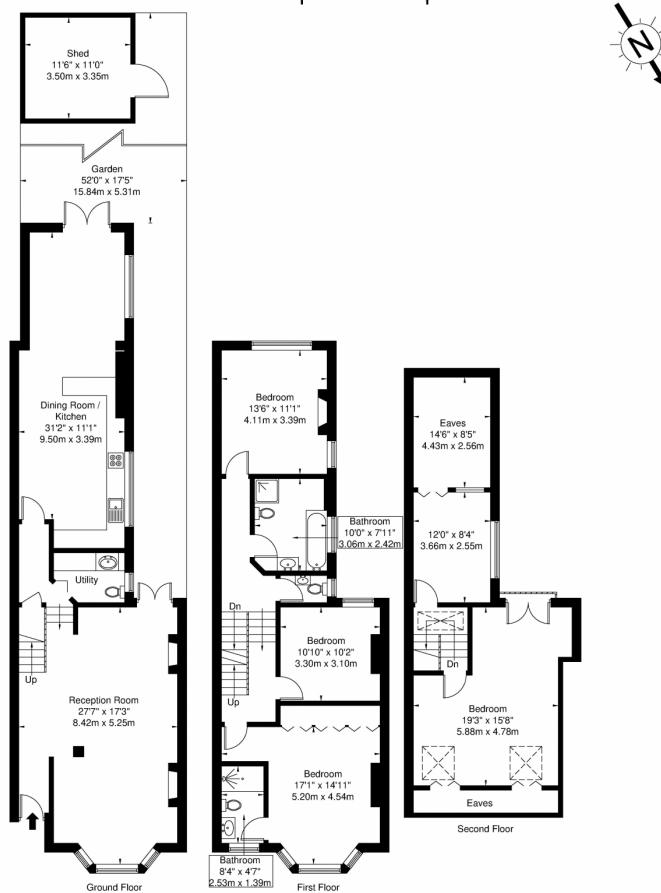 N
Shed
11'6" x 11'0"
3.50m x 3.35m
Garden
52'0" x 17'5"
15.84m x 5.31m
Dining Room /
Kitchen
31'2" x 11'1"
9.50m x 3.39m
Utility
Up
Reception Room
27'7" x 17'3"
8.42m x 5.25m
Ground Floor
Bedroom
13'6" x 11'1"
4.11m x 3.39m
Bathroom
10'0" x 7'11"
3.06m x 2.42m
Dn
Bedroom
10'10" x 10'2"
3.30m x 3.10m
Up
Bedroom
17'1" x 14'11"
5.20m x 4.54m
Bathroom
8'4" x 4'7"
2.53m x 1.39m
First Floor
Eaves
14'6" x 8'5"
4.43m x 2.56m
12'0" x 8'4"
3.66m x 2.55m
Dn
Bedroom
19'3" x 15'8"
5.88m x 4.78m
Eaves
Second Floor